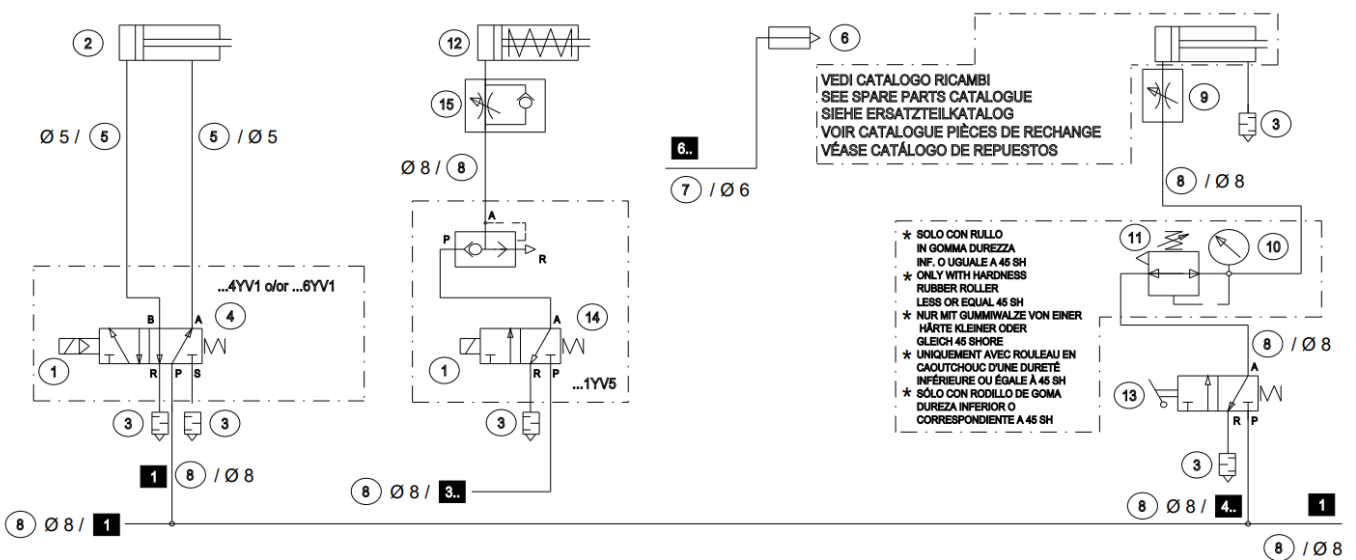 2
12
6
VEDI CATALOGO RICAMBI
SEE SPARE PARTS CATALOGUE
SIEHE ERSATZTEILKATALOG
VOIR CATALOGUE PIÈCES DE RECHANGE
VÉASE CATÁLOGO DE REPUESTOS
9
3
15
Ø 5 / 5
5 / Ø 5
Ø 8 / 8
6..
7 / Ø 6
8 / Ø 8
A
P
R
* SOLO CON RULLO
IN GOMMA DUREZZA
INF. O UGUALE A 45 SH
* ONLY WITH HARDNESS
RUBBER ROLLER
LESS OR EQUAL 45 SH
* NUR MIT GUMMIWALZE VON EINER
HÄRTE KLEINER ODER
GLEICH 45 SHORE
* UNIQUEMENT AVEC ROULEAU EN
CAOUTCHOUC D'UNE DURETÉ
INFÉRIEURE OU ÉGALE À 45 SH
* SÓLO CON RODILLO DE GOMA
DUREZA INFERIOR O
CORRESPONDIENTE A 45 SH
11
10
...4YV1 o/or ...6YV1
B A
4
1
R P S
3
3
A
14
1
R P
...1YV5
3
8 / Ø 8
A
13
R P
3
1 8 / Ø 8
8 Ø 8 / 3..
8 Ø 8 / 4..
1
8 Ø 8 / 1
8 / Ø 8